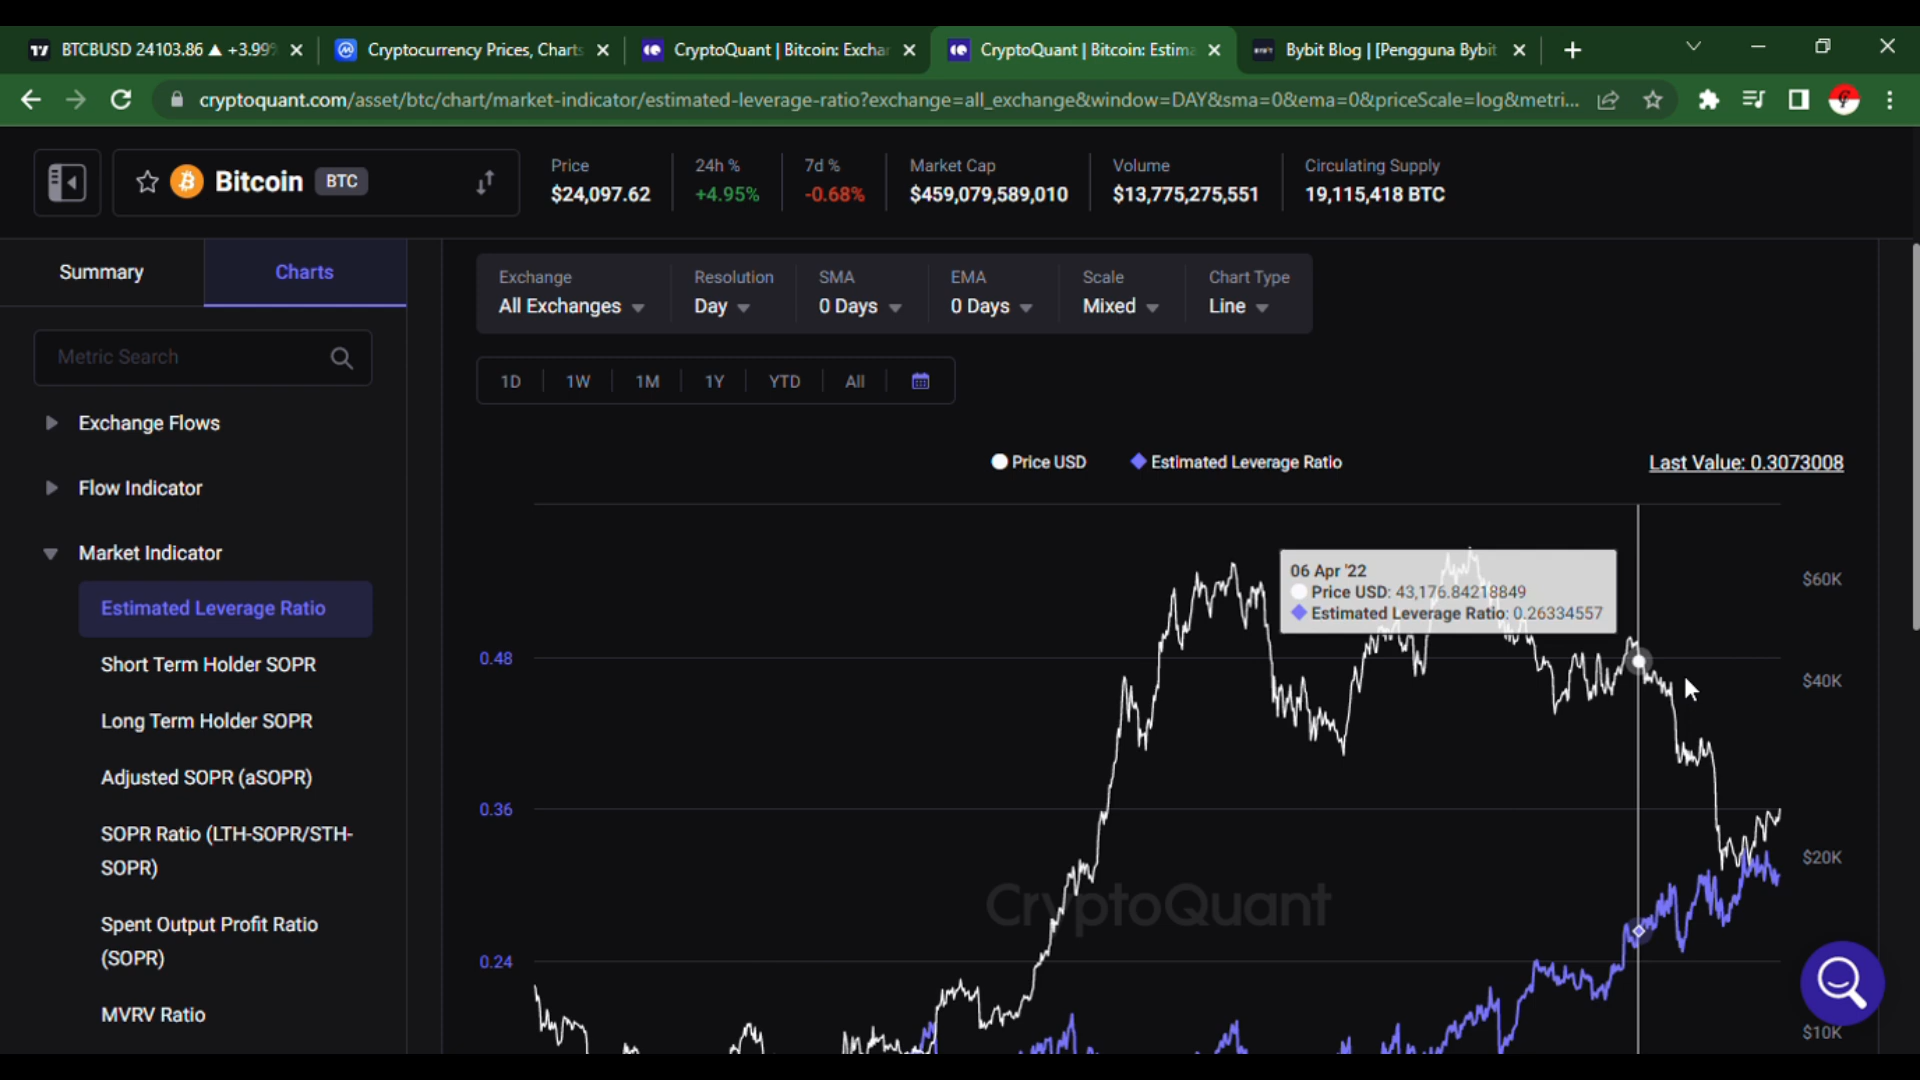 BTCBUSD 24103.86 ▲ +3.99%
Cryptocurrency Prices, Charts
CryptoQuant | Bitcoin: Exchan
CryptoQuant | Bitcoin: Estima
Bybit Blog | [Pengguna Bybit
cryptoquant.com/asset/btc/chart/market-indicator/estimated-leverage-ratio?exchange=all_exchange&window=DAY&sma=0&ema=0&priceScale=log&metri...
Bitcoin BTC
Price
$24,097.62
24h %
+4.95%
7d %
-0.68%
Market Cap
$459,079,589,010
Volume
$13,775,275,551
Circulating Supply
19,115,418 BTC
Summary
Charts
Metric Search
Exchange Flows
Flow Indicator
Market Indicator
Estimated Leverage Ratio
Short Term Holder SOPR
Long Term Holder SOPR
Adjusted SOPR (aSOPR)
SOPR Ratio (LTH-SOPR/STH-
SOPR)
Spent Output Profit Ratio
(SOPR)
MVRV Ratio
Exchange
All Exchanges
Resolution
Day
SMA
0 Days
EMA
0 Days
Scale
Mixed
Chart Type
Line
1D 1W 1M 1Y YTD All
Price USD
Estimated Leverage Ratio
Last Value: 0.3073008
06 Apr '22
Price USD: 43,176.84218849
Estimated Leverage Ratio: 0.26334557
0.48
0.36
0.24
$60K
$40K
$20K
$10K
CryptoQuant